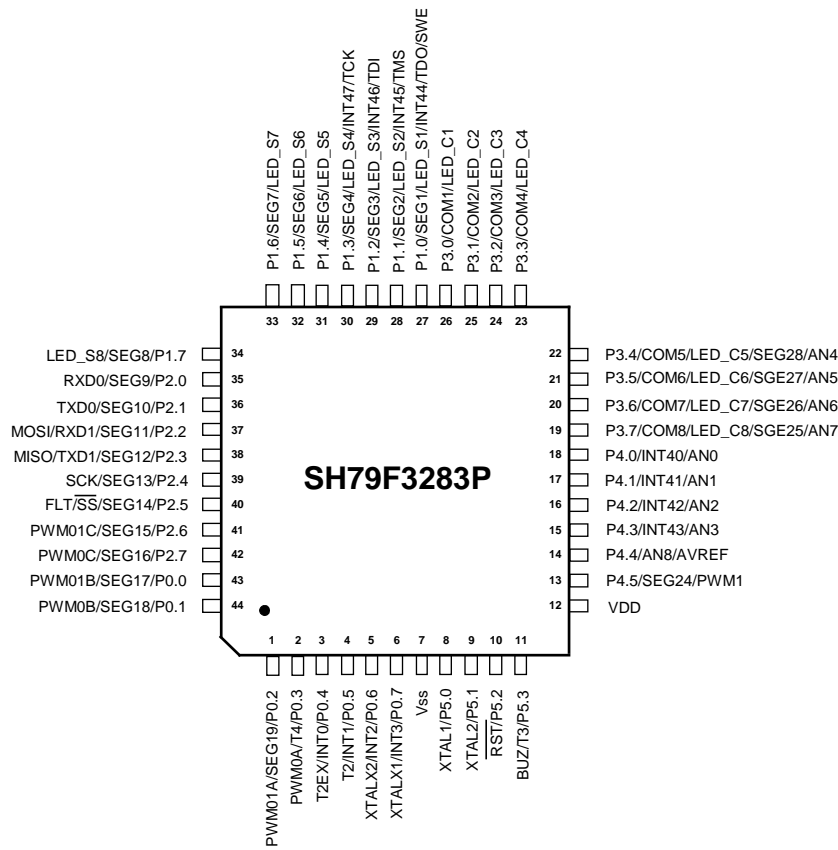 P1.6/SEG7/LED_S7
P1.5/SEG6/LED_S6
P1.4/SEG5/LED_S5
P1.3/SEG4/LED_S4/INT47/TCK
P1.2/SEG3/LED_S3/INT46/TDI
P1.1/SEG2/LED_S2/INT45/TMS
P1.0/SEG1/LED_S1/INT44/TDO/SWE
P3.0/COM1/LED_C1
P3.1/COM2/LED_C2
P3.2/COM3/LED_C3
P3.3/COM4/LED_C4
33 32 31 30 29 28 27 26 25 24 23
LED_S8/SEG8/P1.7 34 22 P3.4/COM5/LED_C5/SEG28/AN4
RXD0/SEG9/P2.0 35 21 P3.5/COM6/LED_C6/SGE27/AN5
TXD0/SEG10/P2.1 36 20 P3.6/COM7/LED_C7/SGE26/AN6
MOSI/RXD1/SEG11/P2.2 37 19 P3.7/COM8/LED_C8/SGE25/AN7
MISO/TXD1/SEG12/P2.3 38 18 P4.0/INT40/AN0
SCK/SEG13/P2.4 39 SH79F3283P 17 P4.1/INT41/AN1
FLT/SS/SEG14/P2.5 40 16 P4.2/INT42/AN2
PWM01C/SEG15/P2.6 41 15 P4.3/INT43/AN3
PWM0C/SEG16/P2.7 42 14 P4.4/AN8/AVREF
PWM01B/SEG17/P0.0 43 13 P4.5/SEG24/PWM1
PWM0B/SEG18/P0.1 44 12 VDD
1 2 3 4 5 6 7 8 9 10 11
PWM01A/SEG19/P0.2
PWM0A/T4/P0.3
T2EX/INT0/P0.4
T2/INT1/P0.5
XTALX2/INT2/P0.6
XTALX1/INT3/P0.7
Vss
XTAL1/P5.0
XTAL2/P5.1
RST/P5.2
BUZ/T3/P5.3